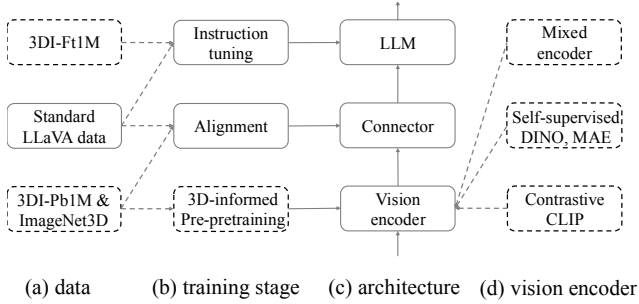 3DI-Ft1M
Instruction
tuning
LLM
Mixed
encoder
Standard
LLaVA data
Alignment
Connector
Self-supervised
DINO, MAE
3DI-Pb1M &
ImageNet3D
3D-informed
Pre-pretraining
Vision
encoder
Contrastive
CLIP
(a) data
(b) training stage
(c) architecture
(d) vision encoder